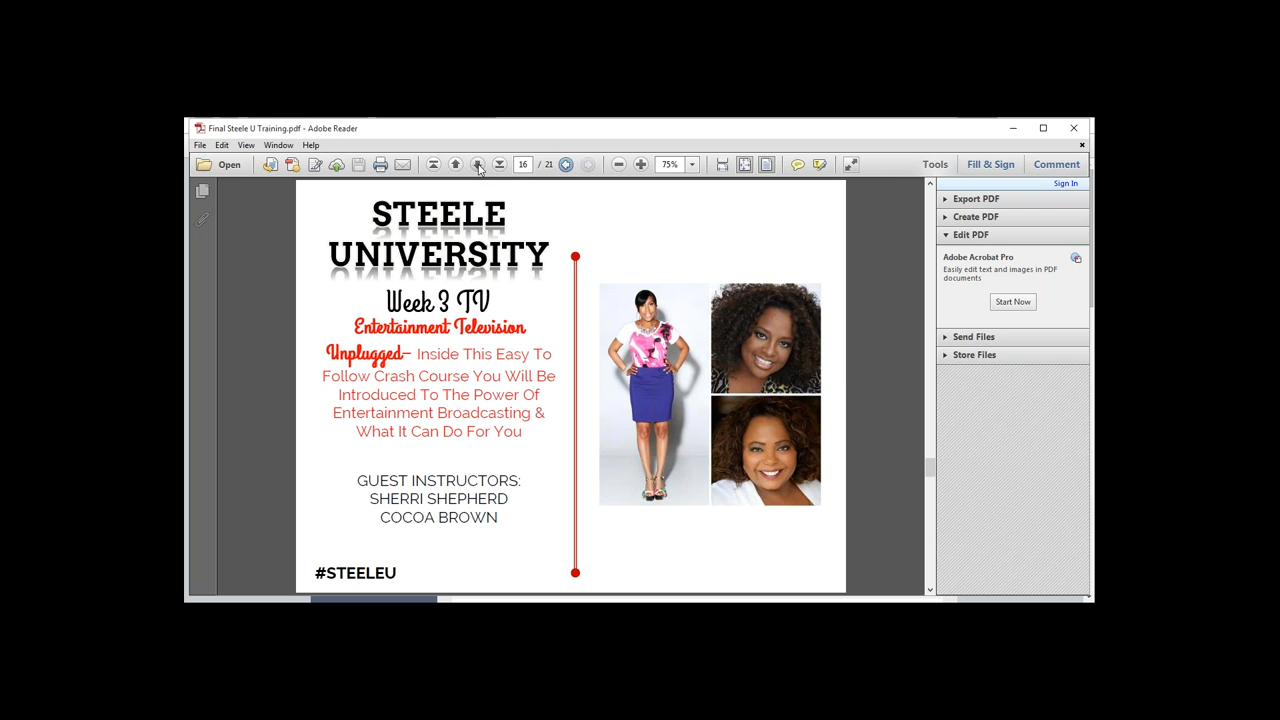 Final Steele U Training.pdf - Adobe Reader
File Edit View Window Help
Open 16 / 21 75% Tools Fill & Sign Comment
Sign In
Export PDF
Create PDF
Edit PDF
Adobe Acrobat Pro
Easily edit text and images in PDF
documents
Start Now
Send Files
Store Files
STEELE
UNIVERSITY
Week 3 TV
Entertainment Television
Unplugged– Inside This Easy To
Follow Crash Course You Will Be
Introduced To The Power Of
Entertainment Broadcasting &
What It Can Do For You
GUEST INSTRUCTORS:
SHERRI SHEPHERD
COCOA BROWN
#STEELEU